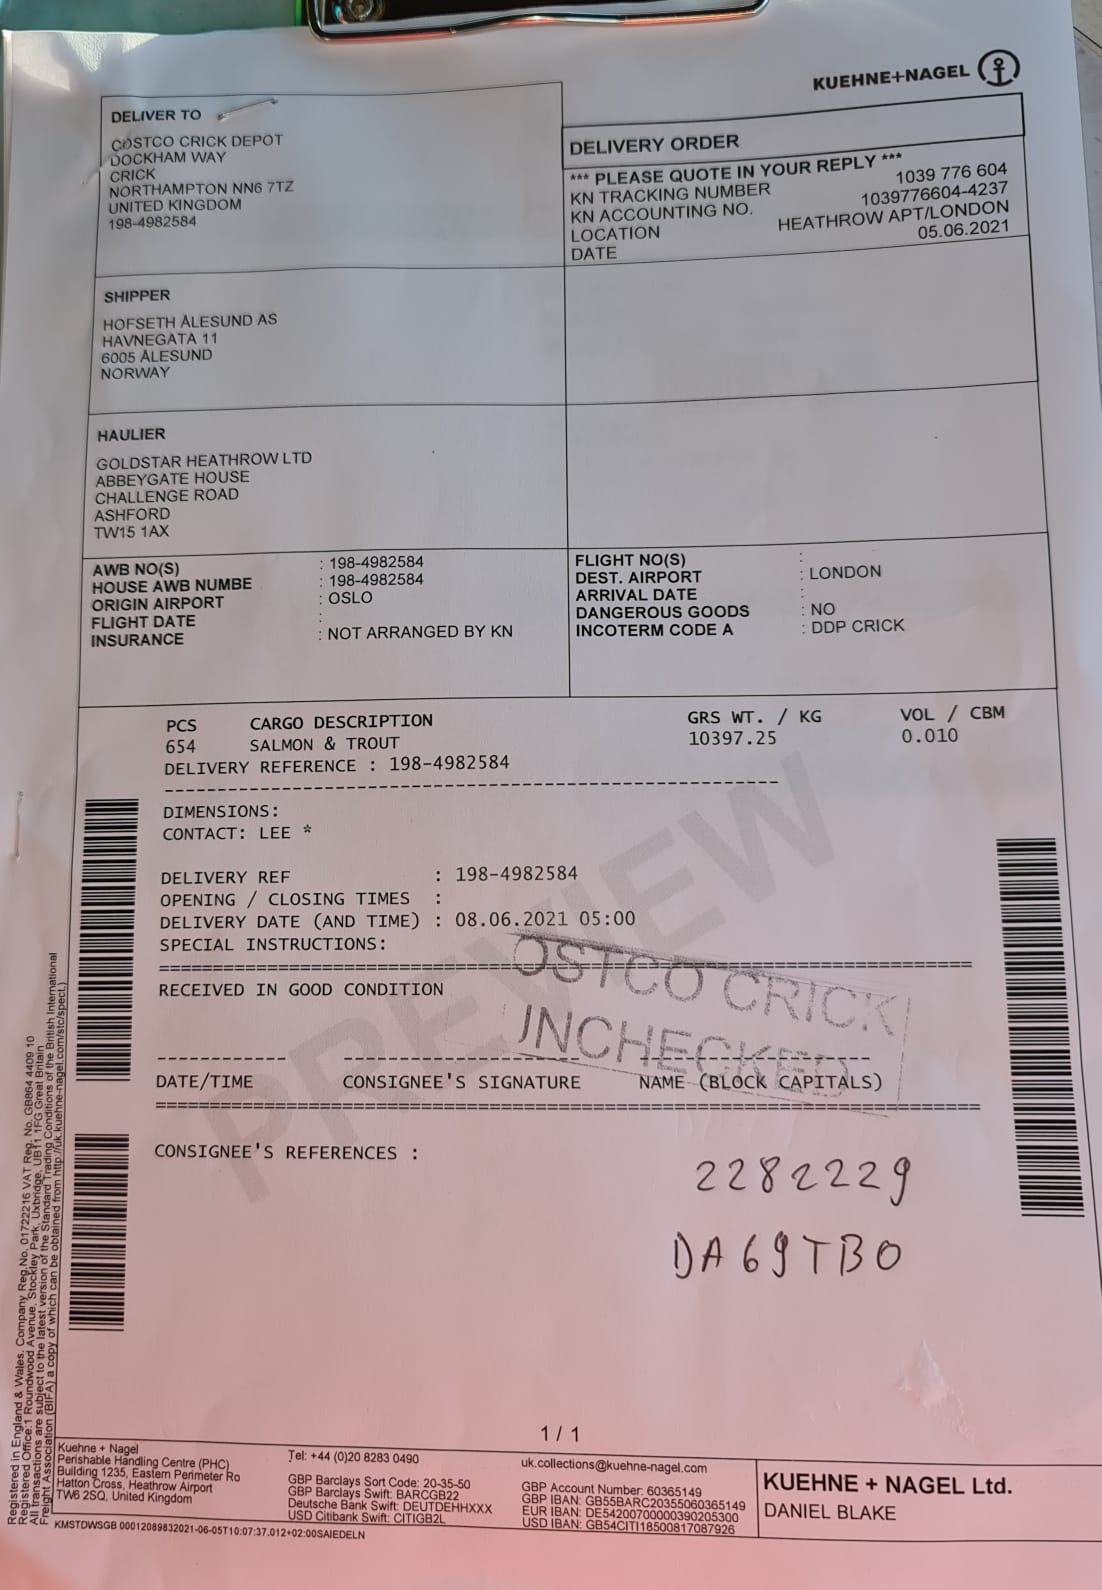 KUEHNE+NAGEL
DELIVER TO
COSTCO CRICK DEPOT
DOCKHAM WAY
CRICK
NORTHAMPTON NN6 7TZ
UNITED KINGDOM
198-4982584
DELIVERY ORDER
*** PLEASE QUOTE IN YOUR REPLY ***
KN TRACKING NUMBER 1039 776 604
KN ACCOUNTING NO. 1039776604-4237
LOCATION HEATHROW APT/LONDON
DATE 05.06.2021
SHIPPER
HOFSETH ÅLESUND AS
HAVNEGATA 11
6005 ÅLESUND
NORWAY
HAULIER
GOLDSTAR HEATHROW LTD
ABBEYGATE HOUSE
CHALLENGE ROAD
ASHFORD
TW15 1AX
AWB NO(S) : 198-4982584
HOUSE AWB NUMBE : 198-4982584
ORIGIN AIRPORT : OSLO
FLIGHT DATE :
INSURANCE : NOT ARRANGED BY KN
FLIGHT NO(S) :
DEST. AIRPORT : LONDON
ARRIVAL DATE :
DANGEROUS GOODS : NO
INCOTERM CODE A : DDP CRICK
PCS CARGO DESCRIPTION GRS WT. / KG VOL / CBM
654 SALMON & TROUT 10397.25 0.010
DELIVERY REFERENCE : 198-4982584
DIMENSIONS:
CONTACT: LEE *
DELIVERY REF : 198-4982584
OPENING / CLOSING TIMES :
DELIVERY DATE (AND TIME) : 08.06.2021 05:00
SPECIAL INSTRUCTIONS:
PREVIEW
OSTCO CRICK
UNCHECKED
RECEIVED IN GOOD CONDITION
DATE/TIME CONSIGNEE'S SIGNATURE NAME (BLOCK CAPITALS)
CONSIGNEE'S REFERENCES :
2282229
DA69TBO
1 / 1
Registered in England & Wales. Company Reg.No. 01722216 VAT Reg. No. GB864 4409 10
Registered Office:1 Roundwood Avenue, Stockley Park, Uxbridge, UB11 1FG Great Britain
All transactions are subject to the latest version of the Standard Trading Conditions of the British International
Freight Association (BIFA) a copy of which can be obtained from http://uk.kuehne-nagel.com/stc/spect.)
Kuehne + Nagel
Perishable Handling Centre (PHC)
Building 1235, Eastern Perimeter Ro
Hatton Cross, Heathrow Airport
TW6 2SQ, United Kingdom
Tel: +44 (0)20 8283 0490
GBP Barclays Sort Code: 20-35-50
GBP Barclays Swift: BARCGB22
Deutsche Bank Swift: DEUTDEHHXXX
USD Citibank Swift: CITIGB2L
uk.collections@kuehne-nagel.com
GBP Account Number: 60365149
GBP IBAN: GB55BARC20355060365149
EUR IBAN: DE54200700000390205300
USD IBAN: GB54CITI18500817087926
KUEHNE + NAGEL Ltd.
DANIEL BLAKE
KMSTDWSGB 00012089832021-06-05T10:07:37.012+02:00SAIEDELN